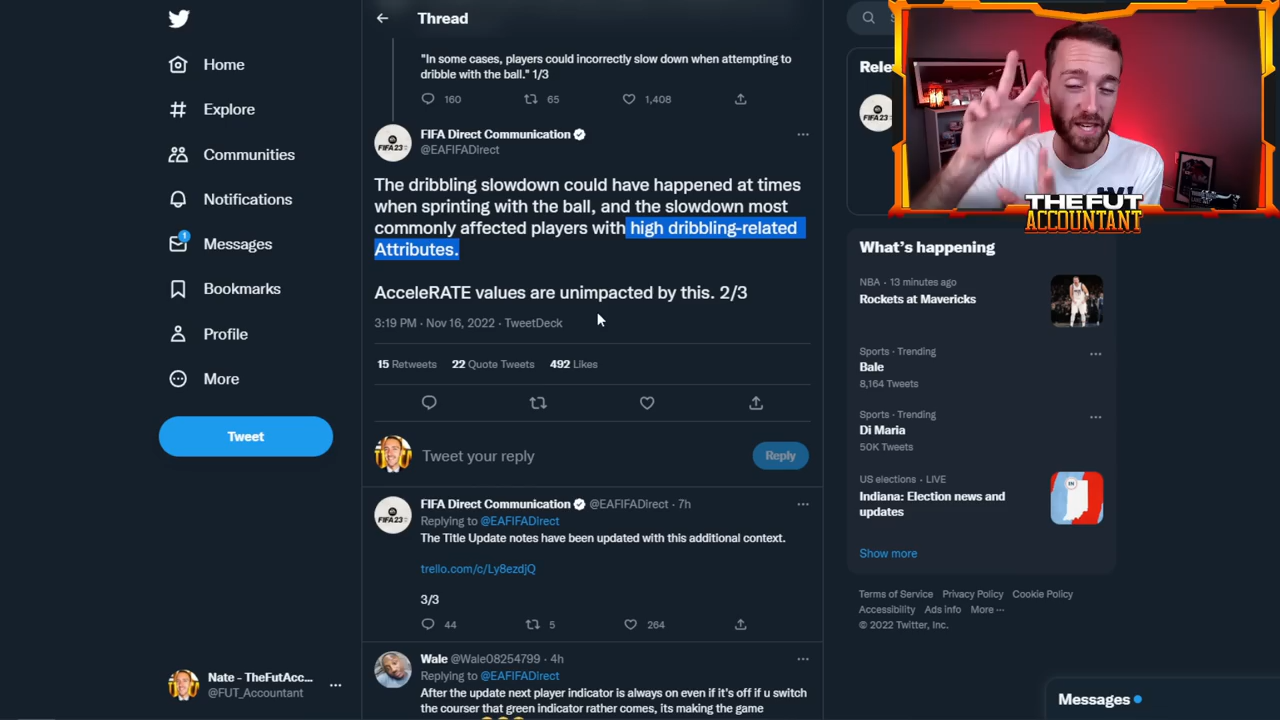 Thread
Home
Explore
Communities
Notifications
1
Messages
Bookmarks
Profile
More
Tweet
Nate - TheFutAcc...
@FUT_Accountant
"In some cases, players could incorrectly slow down when attempting to
dribble with the ball." 1/3
160 65 1,408
FIFA Direct Communication
@EAFIFADirect
FIFA23
The dribbling slowdown could have happened at times
when sprinting with the ball, and the slowdown most
commonly affected players with high dribbling-related
Attributes.
AcceleRATE values are unimpacted by this. 2/3
3:19 PM · Nov 16, 2022 · TweetDeck
15 Retweets 22 Quote Tweets 492 Likes
Tweet your reply
Reply
FIFA Direct Communication @EAFIFADirect · 7h
FIFA23
Replying to @EAFIFADirect
The Title Update notes have been updated with this additional context.
trello.com/c/Ly8ezdjQ
3/3
44 5 264
Wale @Wale08254799 · 4h
Replying to @EAFIFADirect
After the update next player indicator is always on even if it's off if u switch
the courser that green indicator rather comes, its making the game
S
Rele
FIFA23
THE FUT
ACCOUNTANT
What's happening
NBA · 13 minutes ago
Rockets at Mavericks
Sports · Trending
Bale
8,164 Tweets
Sports · Trending
Di Maria
50K Tweets
US elections · LIVE
Indiana: Election news and
updates
IN
Show more
Terms of Service Privacy Policy Cookie Policy
Accessibility Ads info More ···
© 2022 Twitter, Inc.
Messages